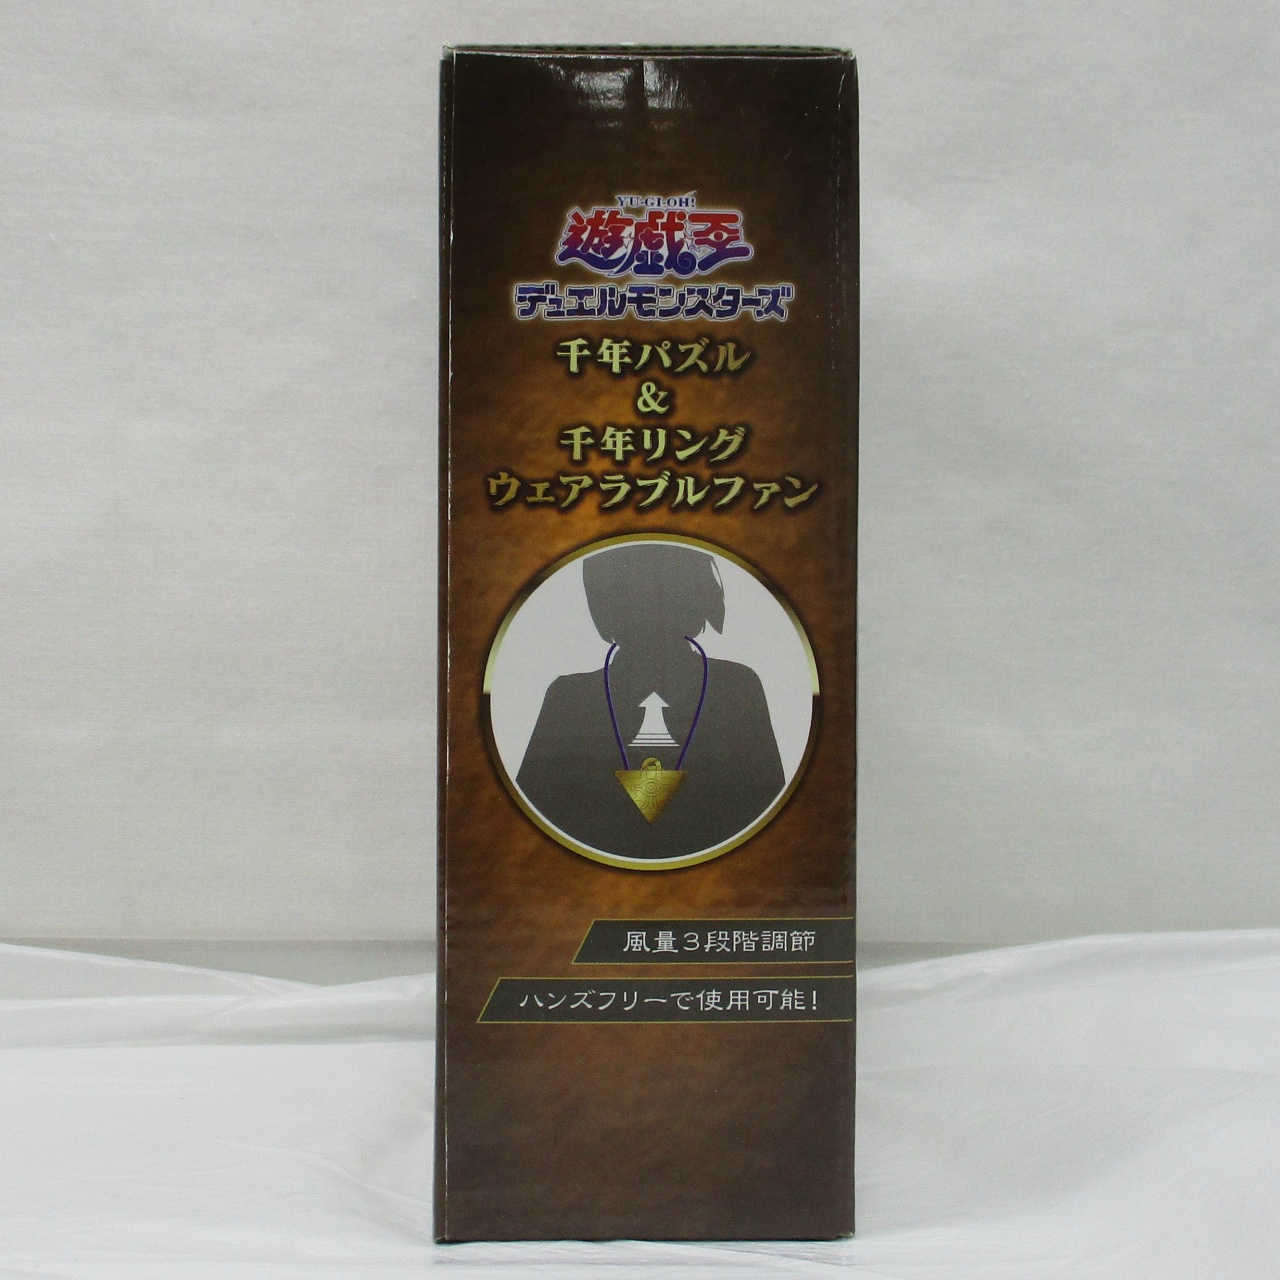 YU-GI-OH!
遊戯王
デュエルモンスターズ
千年パズル
&
千年リング
ウェアラブルファン
風量３段階調節
ハンズフリーで使用可能！